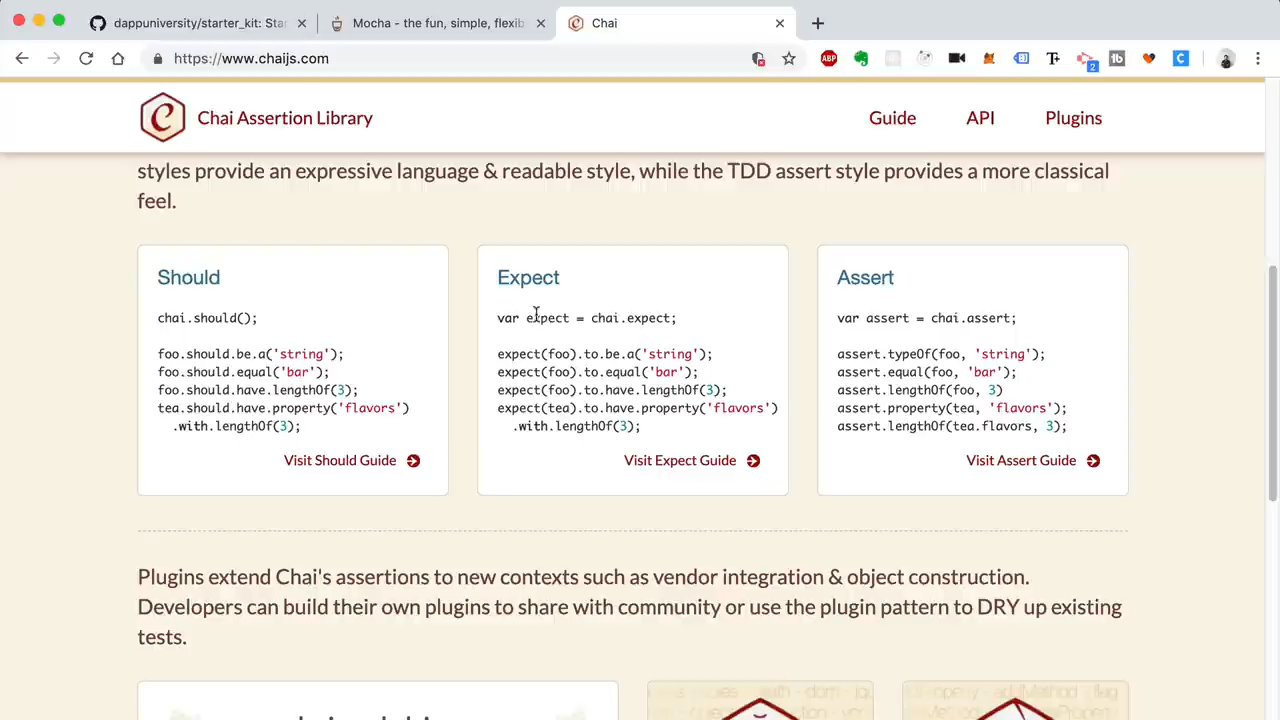 dappuniversity/starter_kit: Sta
Mocha - the fun, simple, flexib
Chai
https://www.chaijs.com
ABP
T+
2
tb
C
Chai Assertion Library
Guide
API
Plugins
styles provide an expressive language & readable style, while the TDD assert style provides a more classical
feel.
Should
chai.should();
foo.should.be.a('string');
foo.should.equal('bar');
foo.should.have.lengthOf(3);
tea.should.have.property('flavors')
.with.lengthOf(3);
Visit Should Guide
Expect
var expect = chai.expect;
expect(foo).to.be.a('string');
expect(foo).to.equal('bar');
expect(foo).to.have.lengthOf(3);
expect(tea).to.have.property('flavors')
.with.lengthOf(3);
Visit Expect Guide
Assert
var assert = chai.assert;
assert.typeOf(foo, 'string');
assert.equal(foo, 'bar');
assert.lengthOf(foo, 3)
assert.property(tea, 'flavors');
assert.lengthOf(tea.flavors, 3);
Visit Assert Guide
Plugins extend Chai's assertions to new contexts such as vendor integration & object construction.
Developers can build their own plugins to share with community or use the plugin pattern to DRY up existing
tests.